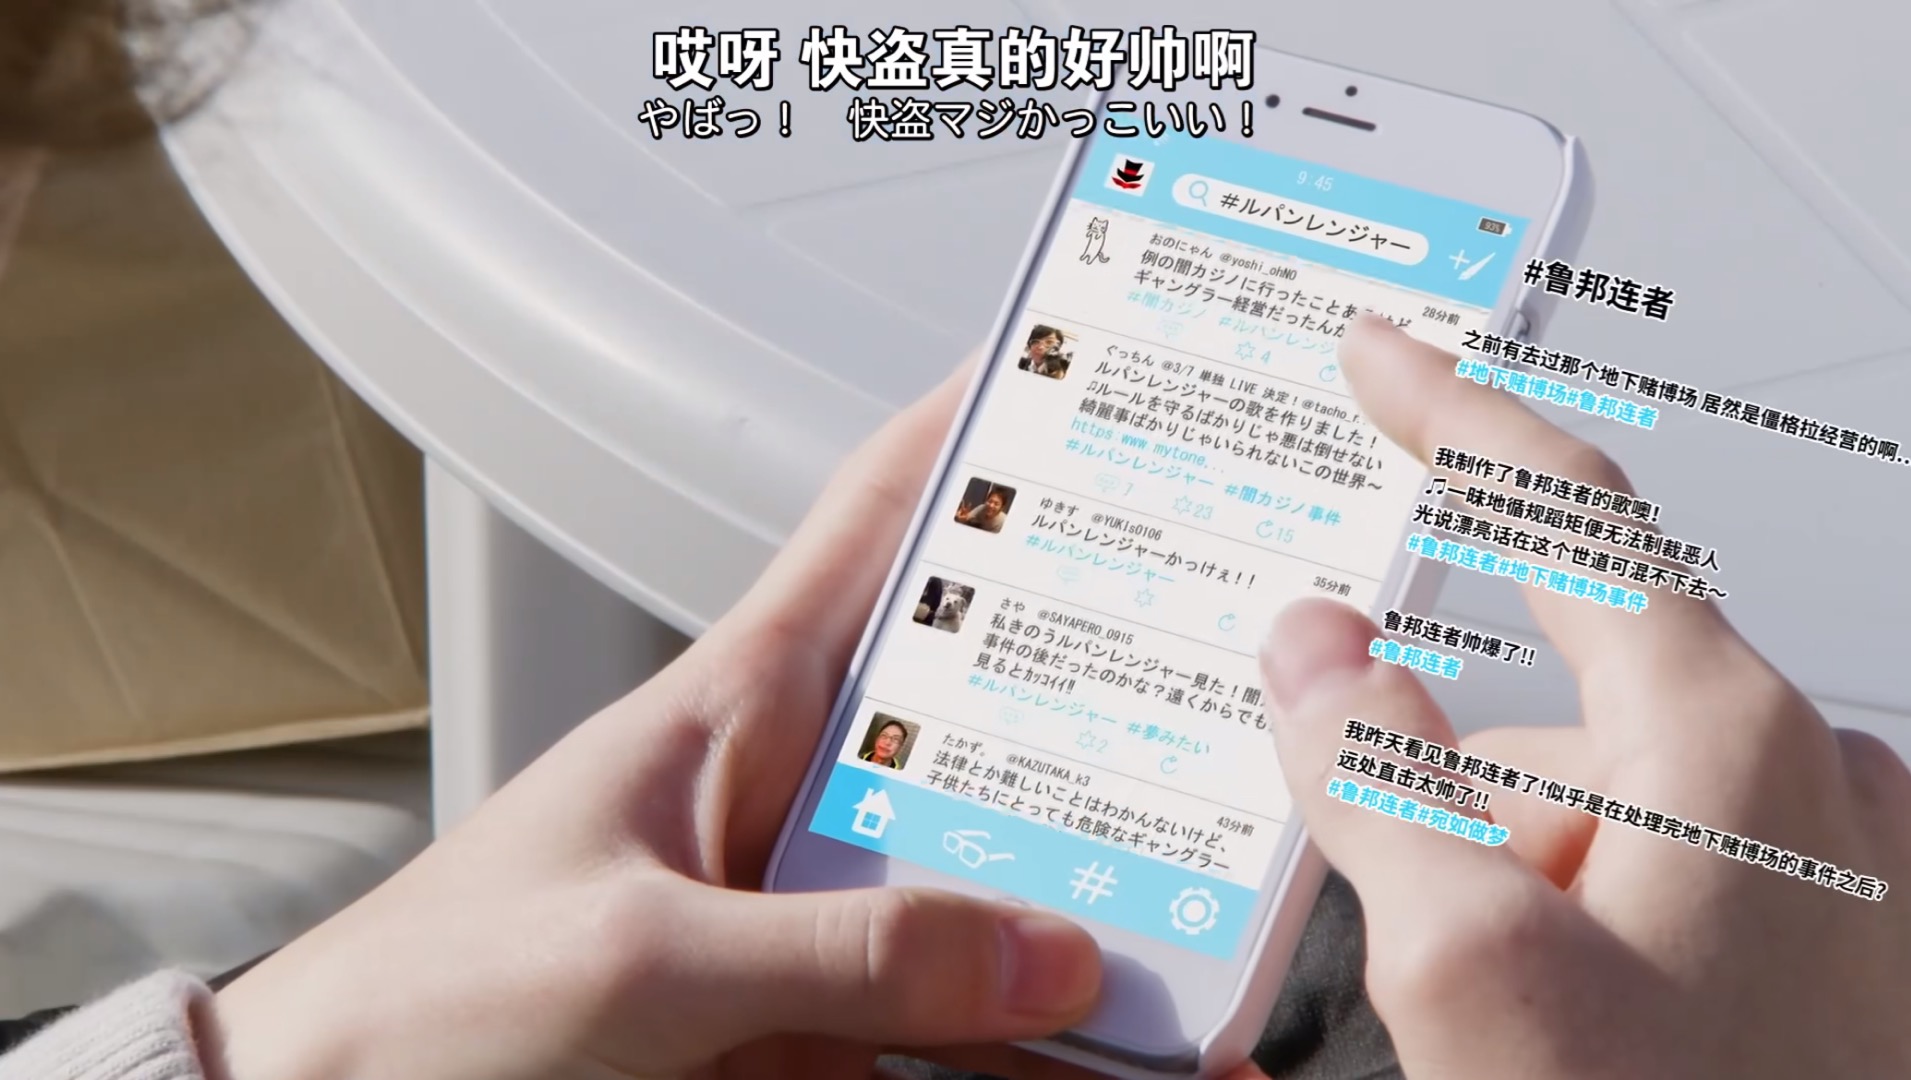 哎呀 快盗真的好帅啊
やばっ！ 快盗マジかっこいい！
9:45
93%
#ルパンレンジャー
おのにゃん @yoshi_ohNO
28分前
例の闇カジノに行ったことあるけど
ギャングラー経営だったんか
#闇カジノ #ルパンレンジ
4
ぐっちん @3/7 単独 LIVE 決定！@tacho_r...
ルパンレンジャーの歌を作りました！
♫ルールを守るばかりじゃ悪は倒せない
綺麗事ばかりじゃいられないこの世界～
https:www mytone...
#ルパンレンジャー #闇カジノ事件
7 23 15
ゆきす @YUKIsO106
35分前
ルパンレンジャーかっけぇ！！
#ルパンレンジャー
さや @SAYAPERO_0915
私きのうルパンレンジャー見た！闇
事件の後だったのかな？遠くからでも
見るとカッコイイ!!
#ルパンレンジャー #夢みたい
2
たかず。 @KAZUTAKA_k3
43分前
法律とか難しいことはわかんないけど、
子供たちにとっても危険なギャングラー
#鲁邦连者
之前有去过那个地下赌博场 居然是僵格拉经营的啊...
#地下赌博场#鲁邦连者
我制作了鲁邦连者的歌噢！
♫一昧地循规蹈矩便无法制裁恶人
光说漂亮话在这个世道可混不下去～
#鲁邦连者#地下赌博场事件
鲁邦连者帅爆了!!
#鲁邦连者
我昨天看见鲁邦连者了!似乎是在处理完地下赌博场的事件之后?
远处直击太帅了!!
#鲁邦连者#宛如做梦